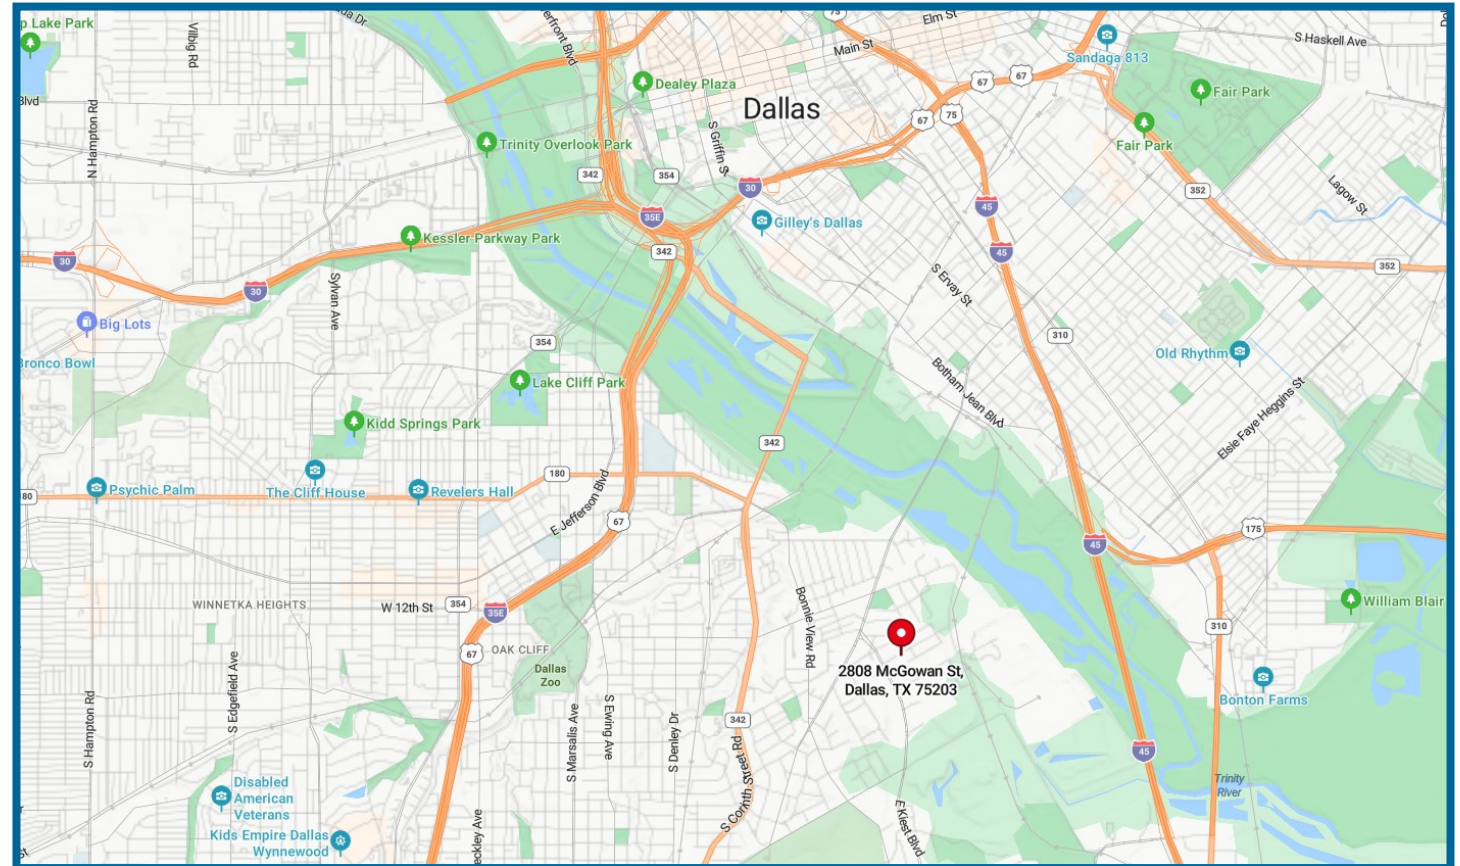 p Lake Park
Vilbig Rd
Main St
Elm St
75
S Haskell Ave
Sandaga 813
Blvd
N Hampton Rd
Dealey Plaza
Dallas
67
67
Fair Park
67
75
Fair Park
Trinity Overlook Park
S Griffin S
342
354
30
352
Lagow St
35E
45
Gilley's Dallas
Kessler Parkway Park
342
45
30
352
30
Sylvan Ave
S Ervay St
Big Lots
354
310
Bronco Bowl
Old Rhythm
Lake Cliff Park
Botham Jean Blvd
Kidd Springs Park
Elsie Faye Heggins St
342
180
80
Psychic Palm
The Cliff House
Revelers Hall
E Jefferson Blvd
67
175
45
WINNETKA HEIGHTS
W 12th St
354
35E
Bonnie View Rd
William Blair
310
67
OAK CLIFF
Dallas
Zoo
2808 McGowan St,
Dallas, TX 75203
Bonton Farms
S Hampton Rd
S Edgefield Ave
S Marsalis Ave
S Ewing Ave
S Denley Dr
342
45
S Corinth Street Rd
Trinity
River
Disabled
American
Veterans
Kids Empire Dallas
Wynnewood
eckley Ave
E Kiest Blvd